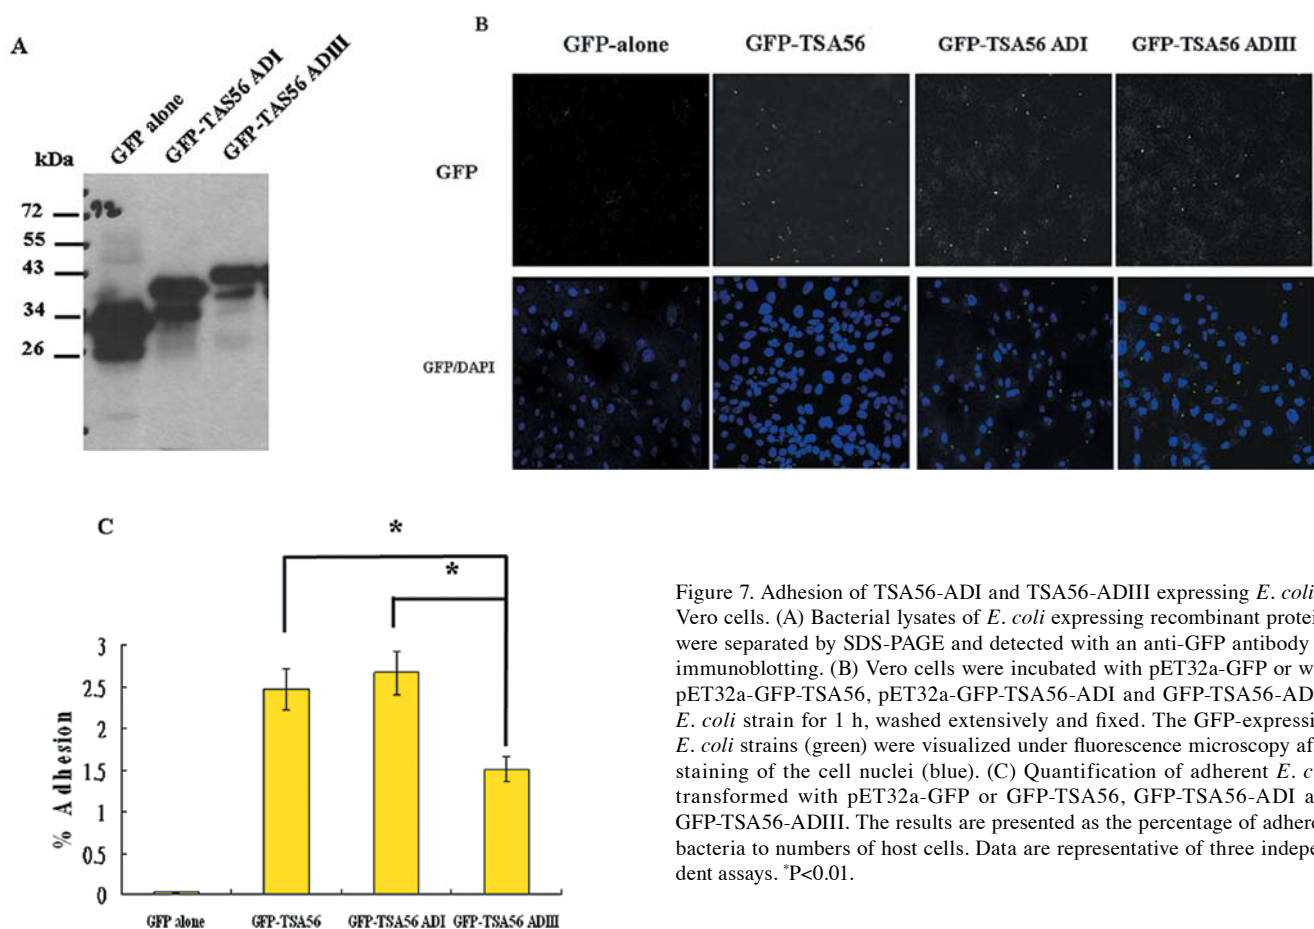 A
GFP alone
GFP-TAS56 ADI
GFP-TSA56 ADIII
kDa
72
55
43
34
26
B
GFP-alone
GFP-TSA56
GFP-TSA56 ADI
GFP-TSA56 ADIII
GFP
GFP/DAPI
C
*
*
% Adhesion
3
2.5
2
1.5
1
0.5
0
GFP alone
GFP-TSA56
GFP-TSA56 ADI
GFP-TSA56 ADIII
Figure 7. Adhesion of TSA56-ADI and TSA56-ADIII expressing E. coli
Vero cells. (A) Bacterial lysates of E. coli expressing recombinant protei
were separated by SDS-PAGE and detected with an anti-GFP antibody
immunoblotting. (B) Vero cells were incubated with pET32a-GFP or w
pET32a-GFP-TSA56, pET32a-GFP-TSA56-ADI and GFP-TSA56-AD
E. coli strain for 1 h, washed extensively and fixed. The GFP-expressi
E. coli strains (green) were visualized under fluorescence microscopy af
staining of the cell nuclei (blue). (C) Quantification of adherent E. c
transformed with pET32a-GFP or GFP-TSA56, GFP-TSA56-ADI a
GFP-TSA56-ADIII. The results are presented as the percentage of adhere
bacteria to numbers of host cells. Data are representative of three indepe
dent assays. *P<0.01.